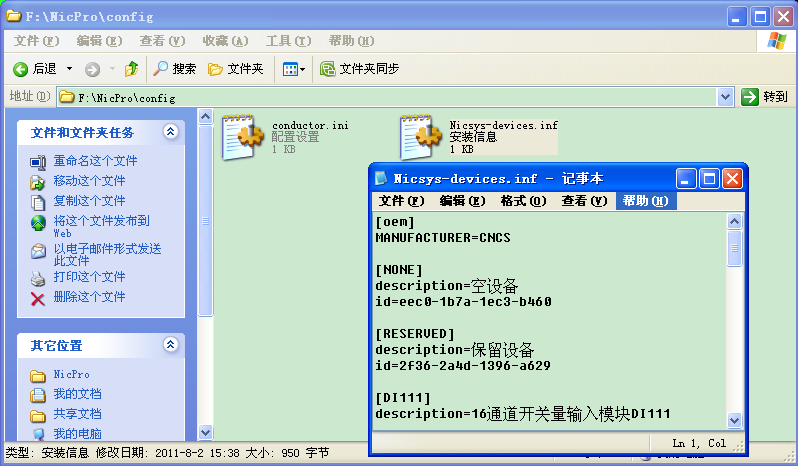 F:\NicPro\config
文件(F) 编辑(E) 查看(V) 收藏(A) 工具(T) 帮助(H)
后退 搜索 文件夹 文件夹同步
地址(D) F:\NicPro\config 转到
文件和文件夹任务
重命名这个文件
移动这个文件
复制这个文件
将这个文件发布到
Web
以电子邮件形式发送
此文件
打印这个文件
删除这个文件
其它位置
NicPro
我的文档
共享文档
我的电脑
conductor.ini
配置设置
1 KB
Nicsys-devices.inf
安装信息
1 KB
Nicsys-devices.inf - 记事本
文件(F) 编辑(E) 格式(O) 查看(V) 帮助(H)
[oem]
MANUFACTURER=CNCS
[NONE]
description=空设备
id=eec0-1b7a-1ec3-b460
[RESERVED]
description=保留设备
id=2f36-2a4d-1396-a629
[DI111]
description=16通道开关量输入模块DI111
Ln 1, Col
类型: 安装信息 修改日期: 2011-8-2 15:38 大小: 950 字节